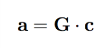 a = G · c